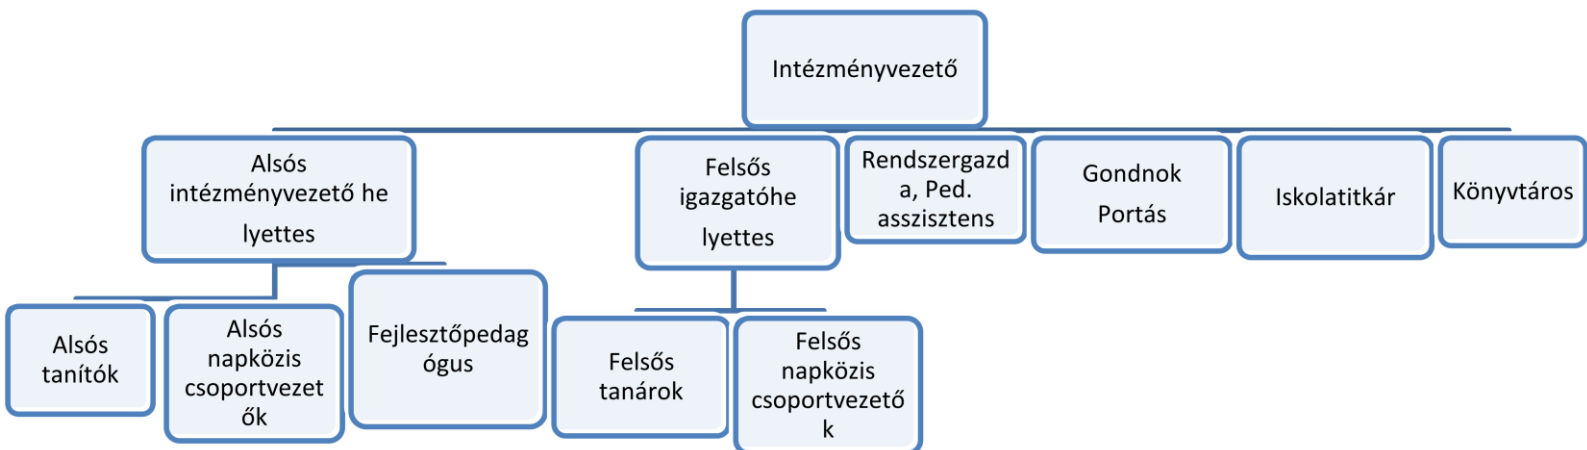 Intézményvezető
Alsós
intézményvezető he
lyettes
Felsős
igazgatóhe
lyettes
Rendszergazd
a, Ped.
asszisztens
Gondnok
Portás
Iskolatitkár
Könyvtáros
Alsós
tanítók
Alsós
napközis
csoportvezet
ők
Fejlesztőpedag
ógus
Felsős
tanárok
Felsős
napközis
csoportvezető
k